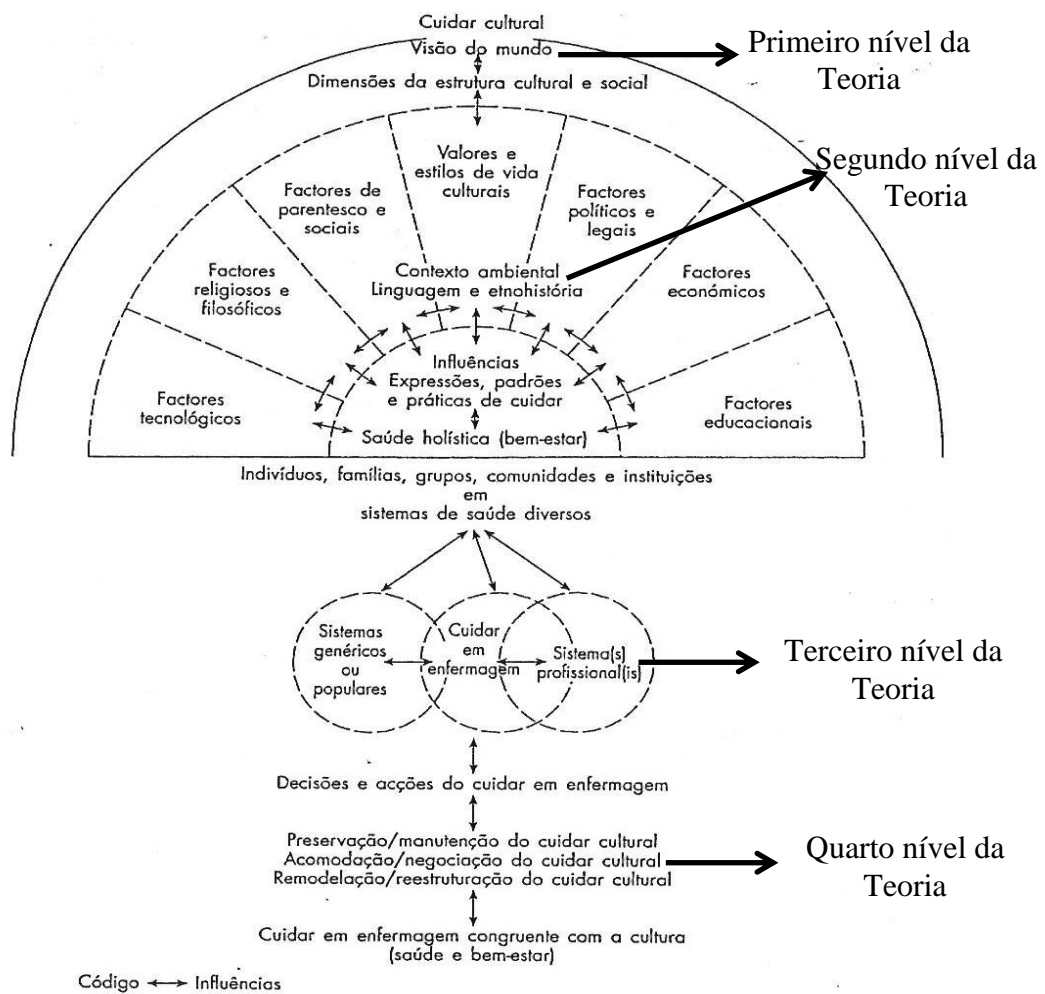 Cuidar cultural
Visão do mundo
Primeiro nível da
Teoria
Dimensões da estrutura cultural e social
Segundo nível da
Teoria
Valores e
estilos de vida
culturais
Factores de
parentesco e
sociais
Factores
políticos e
legais
Factores
religiosos e
filosóficos
Contexto ambiental
Linguagem e etnohistória
Factores
económicos
Factores
tecnológicos
Influências
Expressões, padrões
e práticas de cuidar
Factores
educacionais
Saúde holística (bem-estar)
Indivíduos, famílias, grupos, comunidades e instituições
em
sistemas de saúde diversos
Sistemas
genéricos
ou
populares
Cuidar
em
enfermagem
Sistema(s)
profissional(is)
Terceiro nível da
Teoria
Decisões e acções do cuidar em enfermagem
Preservação/manutenção do cuidar cultural
Acomodação/negociação do cuidar cultural
Remodelação/reestruturação do cuidar cultural
Quarto nível da
Teoria
Cuidar em enfermagem congruente com a cultura
(saúde e bem-estar)
Código Influências